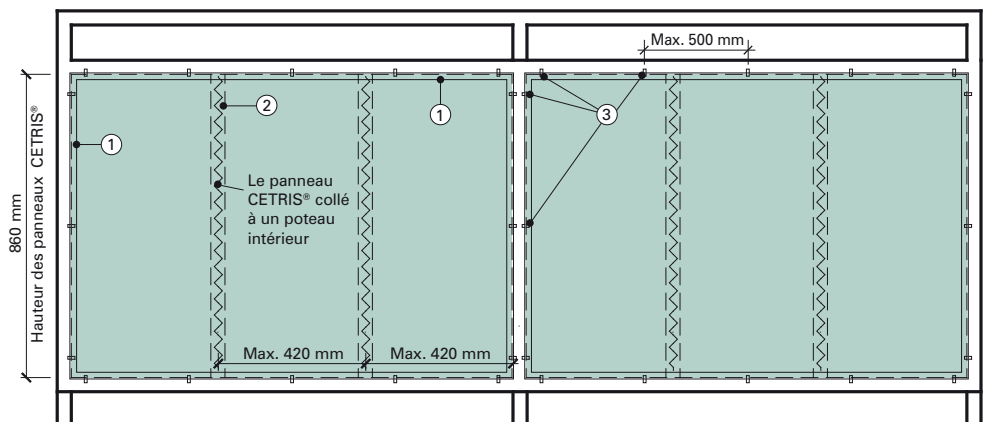 Max. 500 mm
2
1
3
1
Le panneau
CETRIS® collé
à un poteau
intérieur
860 mm
Hauteur des panneaux CETRIS®
Max. 420 mm
Max. 420 mm